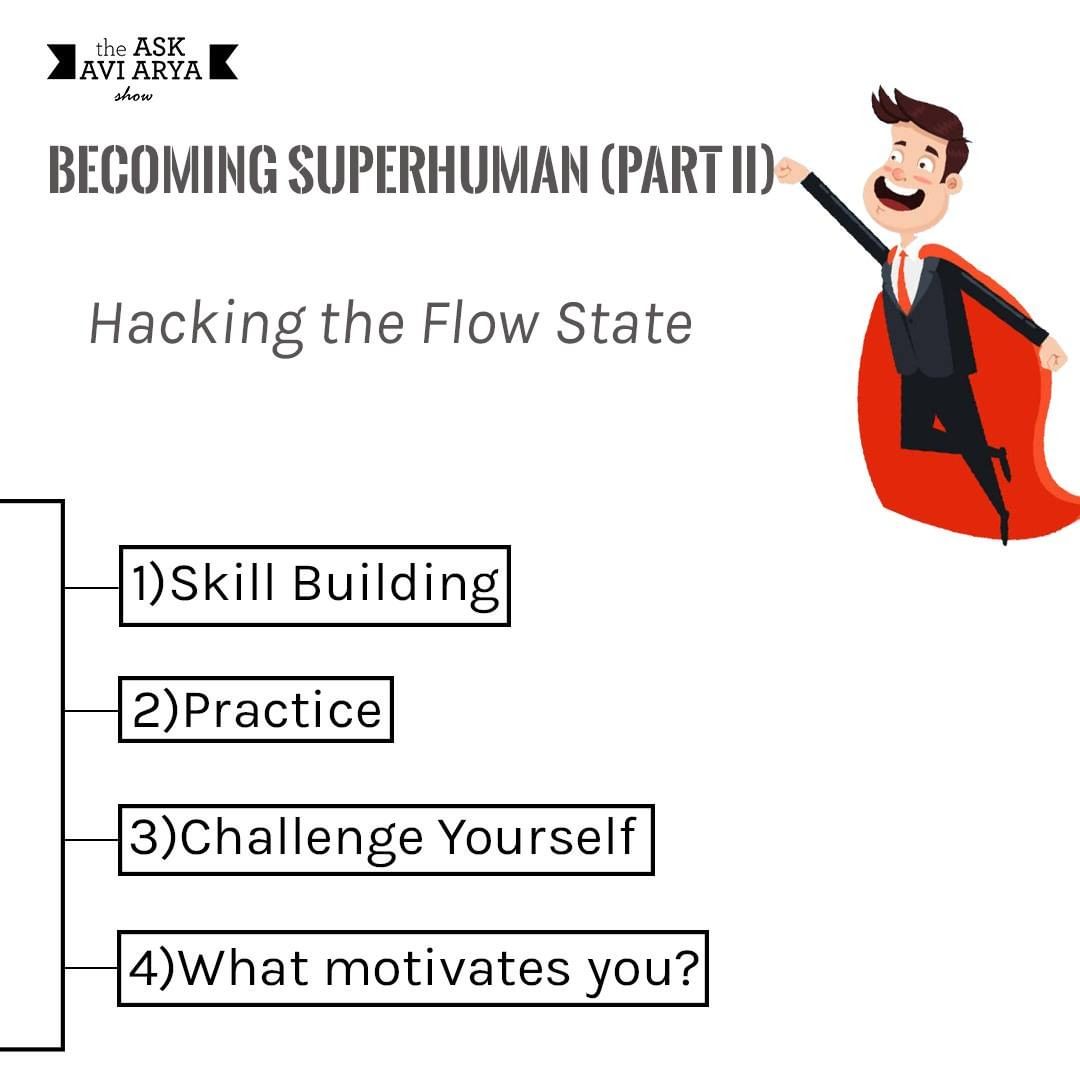 the ASK
AVI ARYA
show
BECOMING SUPERHUMAN (PART II)
Hacking the Flow State
1)Skill Building
2)Practice
3)Challenge Yourself
4)What motivates you?